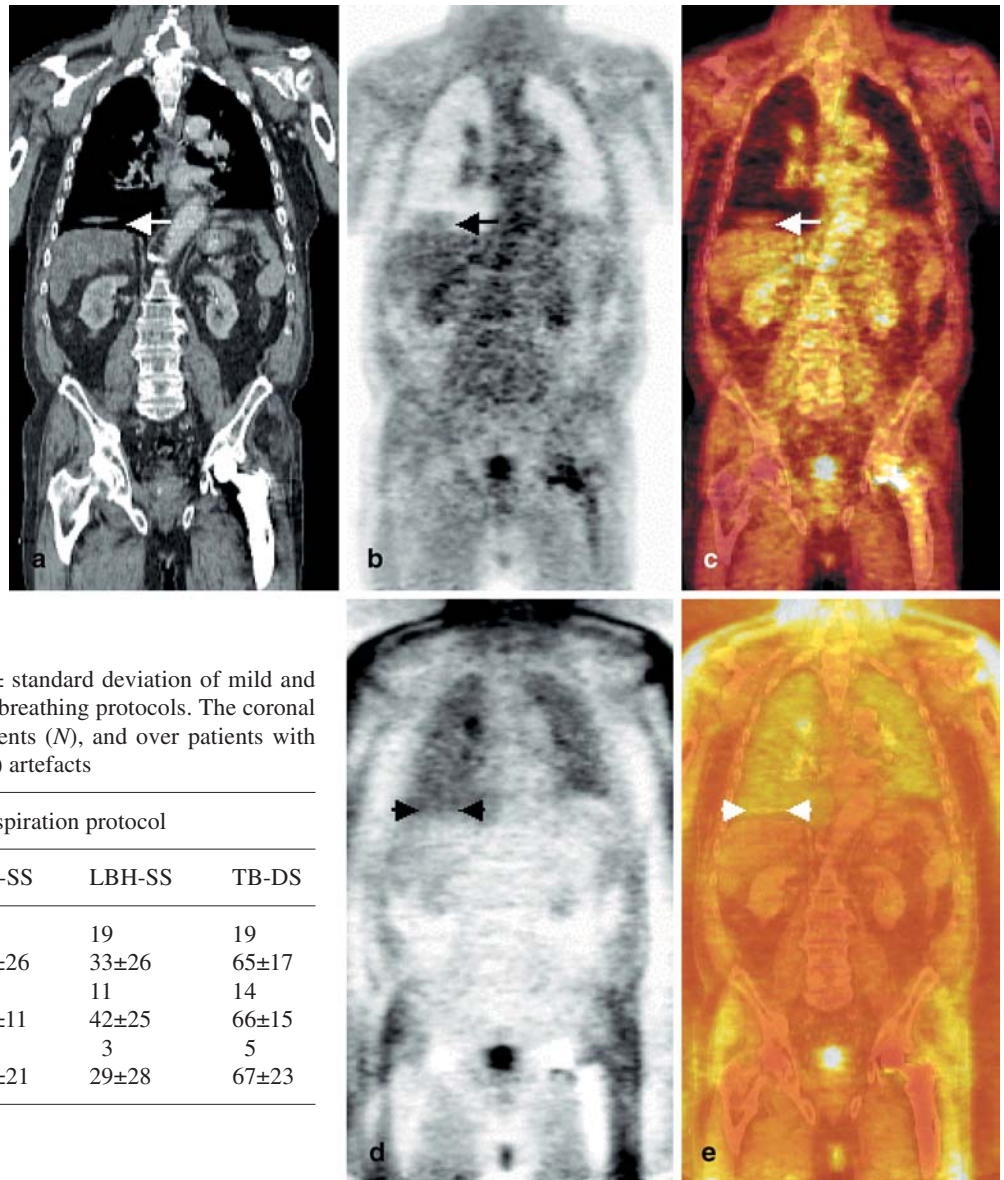 a
b
c
± standard deviation of mild and
breathing protocols. The coronal
ents (N), and over patients with
) artefacts
spiration protocol
-SS LBH-SS TB-DS
19 19
±26 33±26 65±17
11 14
±11 42±25 66±15
3 5
±21 29±28 67±23
d
e